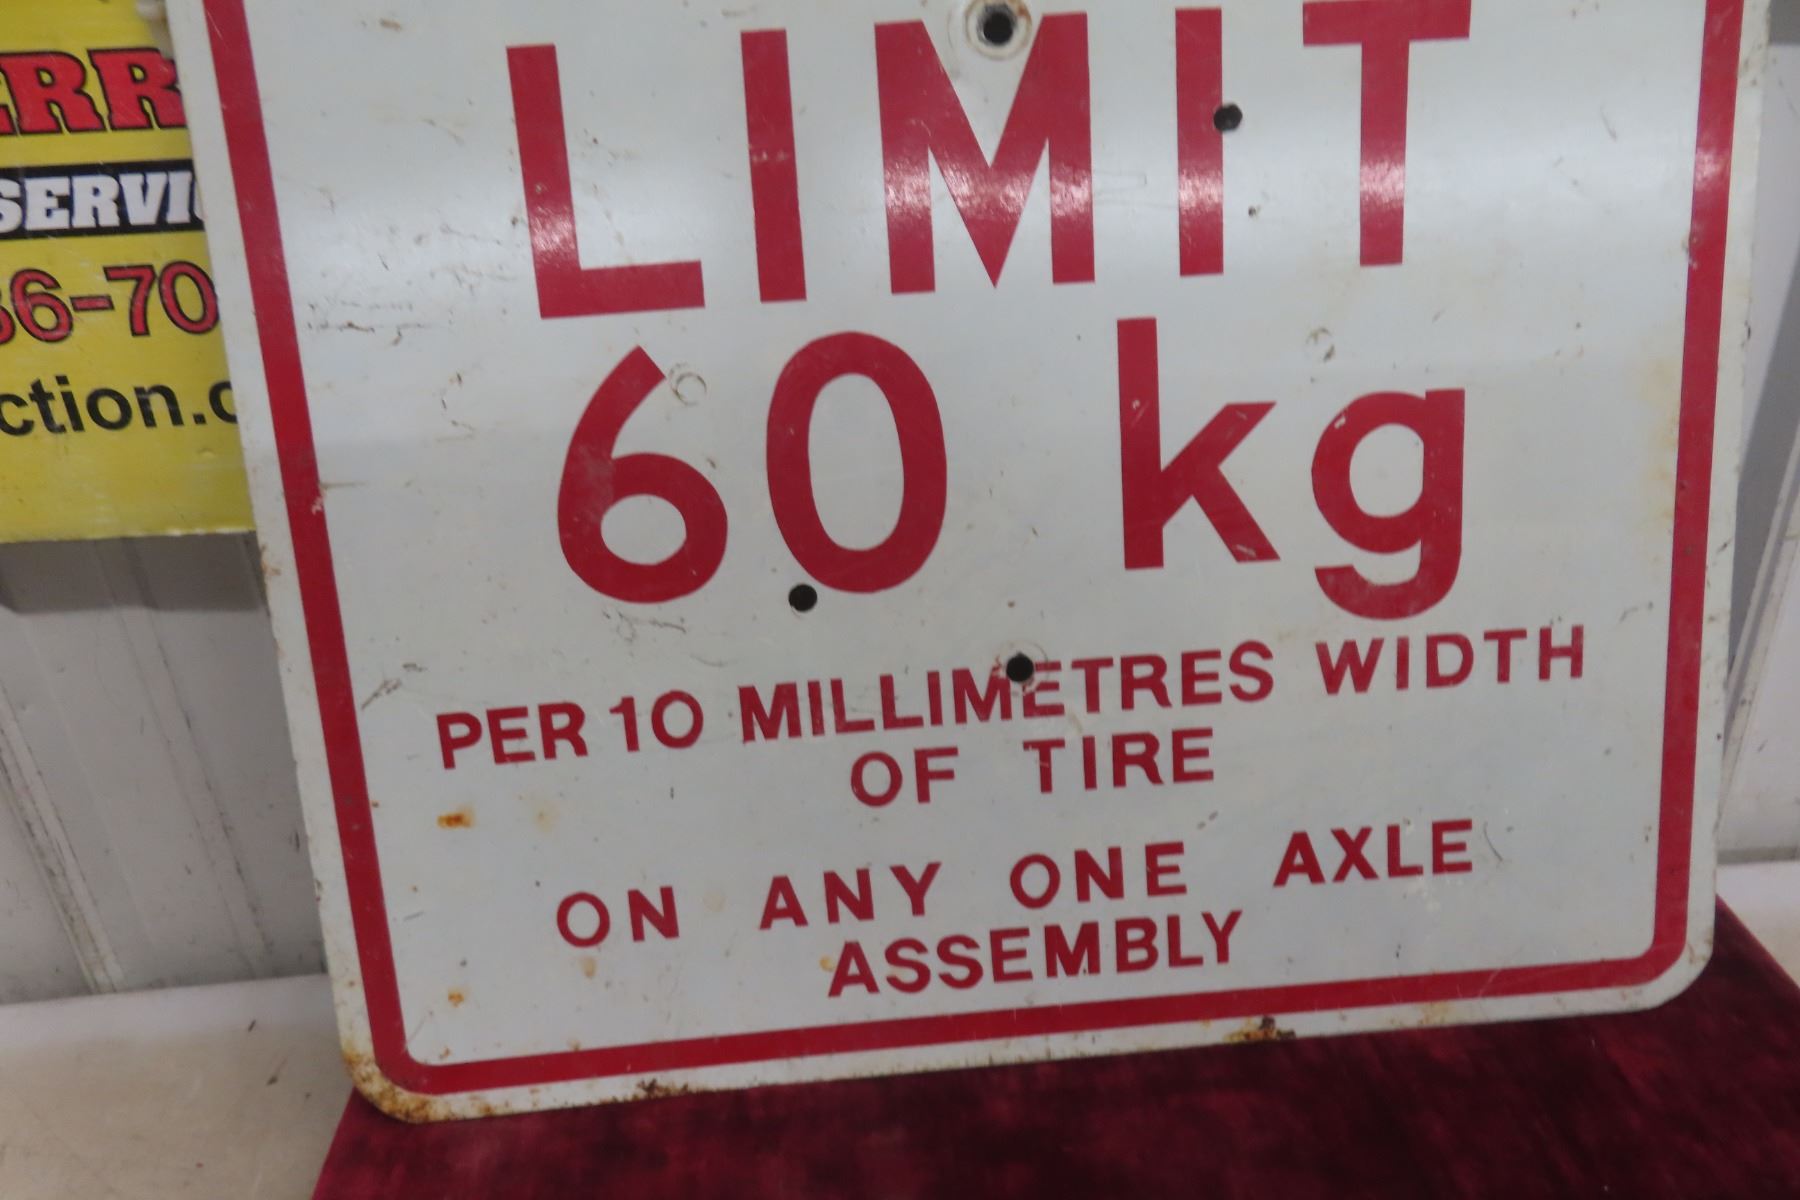 LIMIT
60 kg
PER 10 MILLIMETRES WIDTH
OF TIRE
ON ANY ONE AXLE
ASSEMBLY